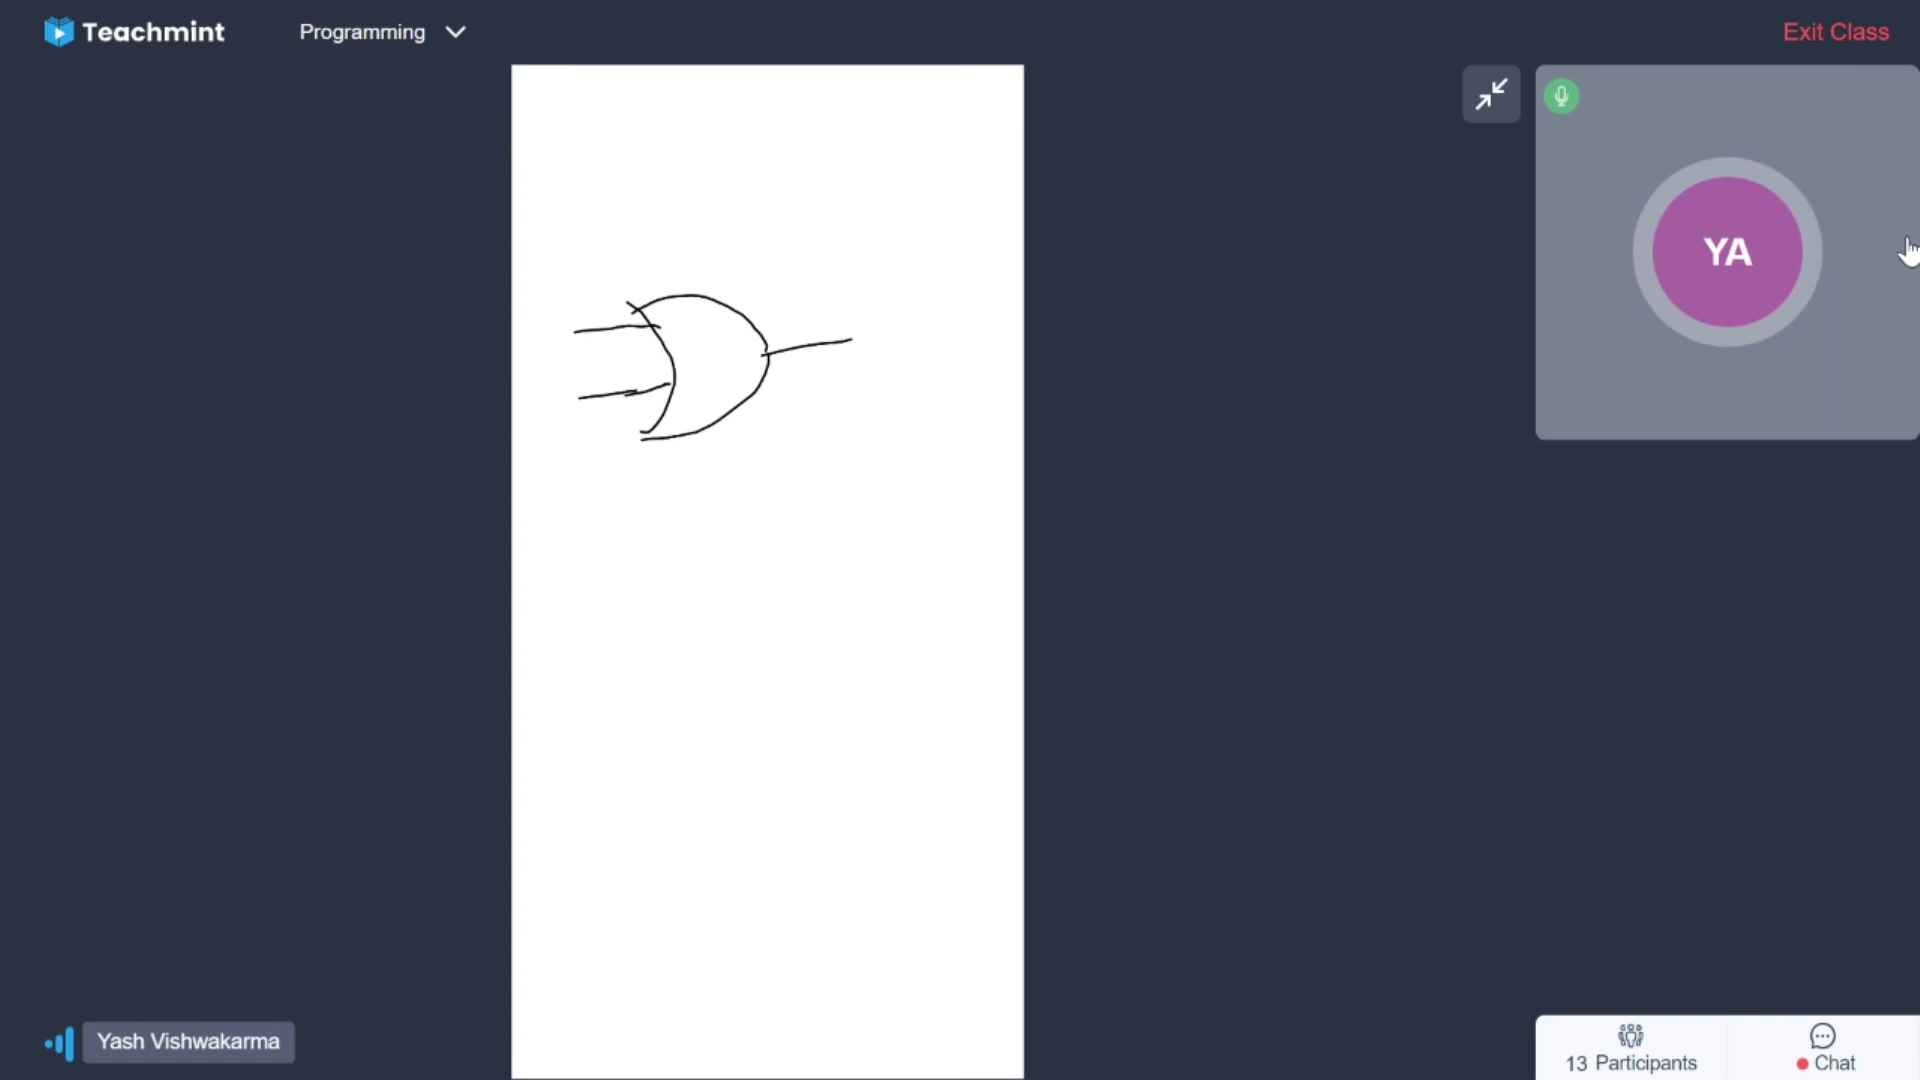 Teachmint
Programming
Exit Class
YA
Yash Vishwakarma
13 Participants
Chat